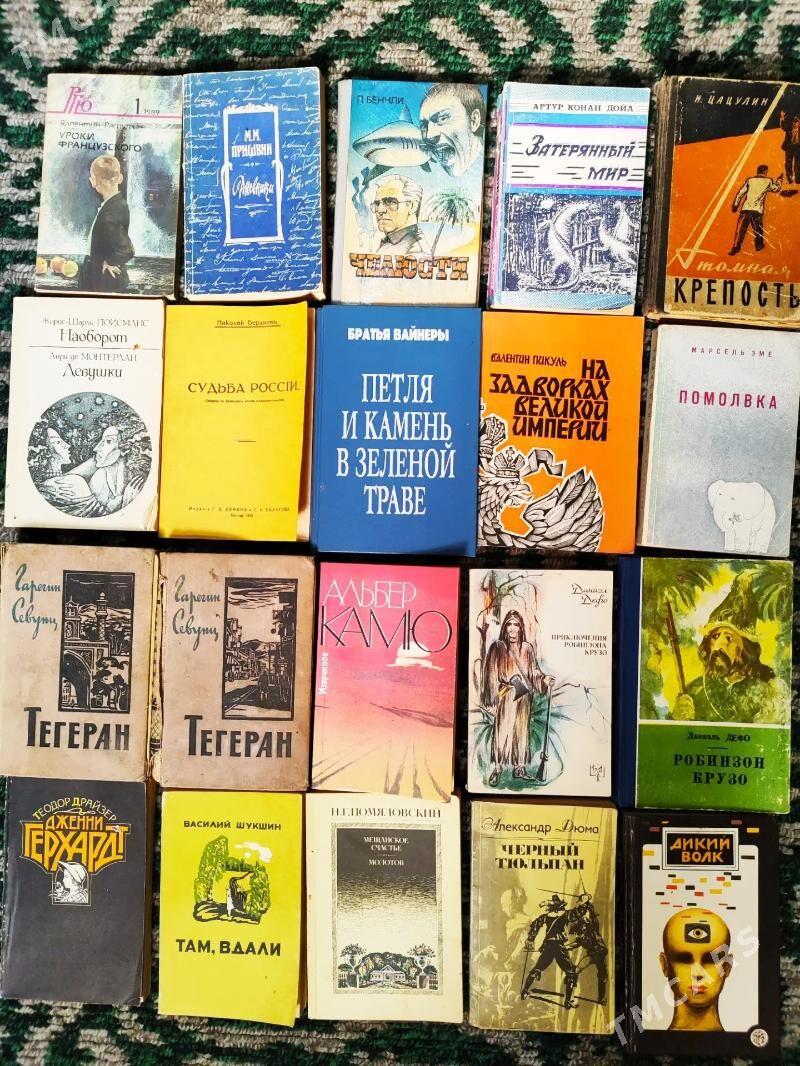 TMCARS
1 1989
Валентин Распутин
УРОКИ
ФРАНЦУЗСКОГО
М.М.
ПРИШВИН
Дневники
П. БЕНЧЛИ
ЧЕЛЮСТИ
АРТУР КОНАН ДОЙЛ
ЗАТЕРЯННЫЙ
МИР
Н. ЦАЦУЛИН
Атомная
КРЕПОСТЬ
Жорис-Шарль ГЮИСМАНС
Наоборот
Анри де МОНТЕРЛАН
Девушки
Николай Бердяевъ
СУДЬБА РОССІИ.
БРАТЬЯ ВАЙНЕРЫ
ПЕТЛЯ
И КАМЕНЬ
В ЗЕЛЕНОЙ
ТРАВЕ
ВАЛЕНТИН ПИКУЛЬ
НА
ЗАДВОРКАХ
ВЕЛИКОЙ
ИМПЕРИИ
МАРСЕЛЬ ЭМЕ
ПОМОЛВКА
Гарегин
Севунц
ТЕГЕРАН
Гарегин
Севунц
ТЕГЕРАН
АЛЬБЕР
КАМЮ
Избранное
Даниэл
Дефо
ПРИКЛЮЧЕНИЯ
РОБИНЗОНА
КРУЗО
Даниэль ДЕФО
РОБИНЗОН
КРУЗО
ТЕОДОР ДРАЙЗЕР
ДЖЕННИ
ГЕРХАРДТ
ВАСИЛИЙ ШУКШИН
ТАМ, ВДАЛИ
Н.Г. ПОМЯЛОВСКИЙ
МЕЩАНСКОЕ
СЧАСТЬЕ
МОЛОТОВ
Александр Дюма
ЧЕРНЫЙ
ТЮЛЬПАН
ДИКИЙ
ВОЛК
TMCARS